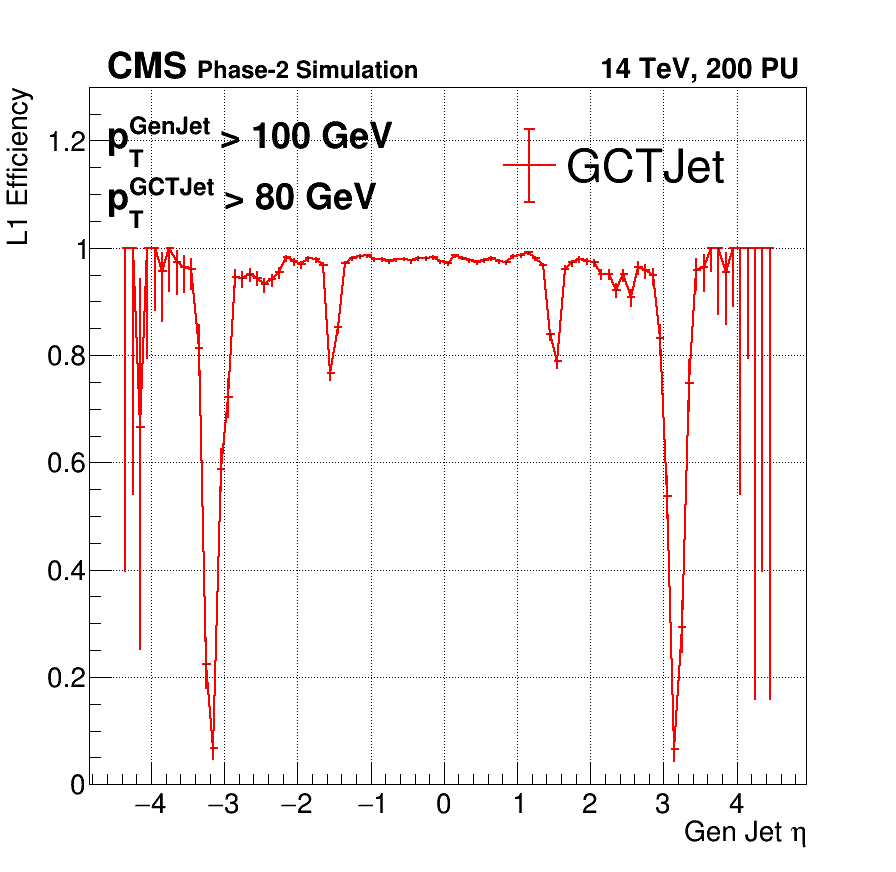 CMS Phase-2 Simulation 14 TeV, 200 PU
p_T^GenJet > 100 GeV
p_T^GCTJet > 80 GeV
GCTJet
L1 Efficiency
1.2
1
0.8
0.6
0.4
0.2
0
−4 −3 −2 −1 0 1 2 3 4
Gen Jet η